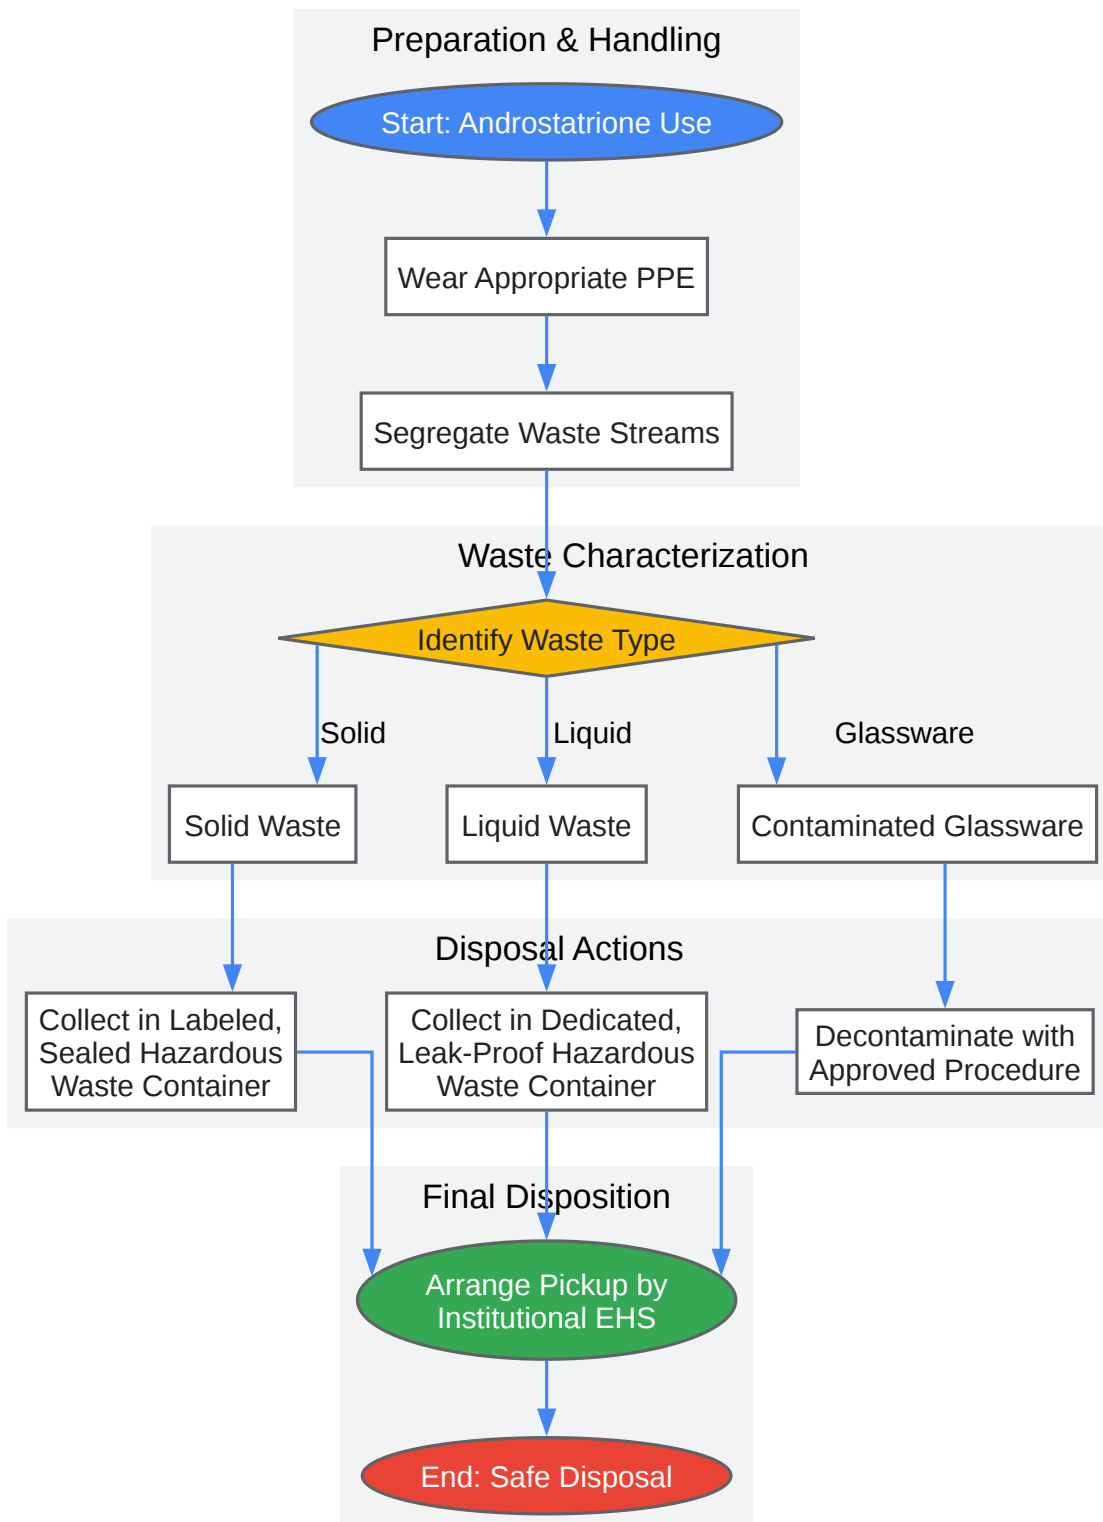 Preparation & Handling
Start: Androstatrione Use
Wear Appropriate PPE
Segregate Waste Streams
Waste Characterization
Identify Waste Type
Solid
Liquid
Glassware
Solid Waste
Liquid Waste
Contaminated Glassware
Disposal Actions
Collect in Labeled,
Sealed Hazardous
Waste Container
Collect in Dedicated,
Leak-Proof Hazardous
Waste Container
Decontaminate with
Approved Procedure
Final Disposition
Arrange Pickup by
Institutional EHS
End: Safe Disposal